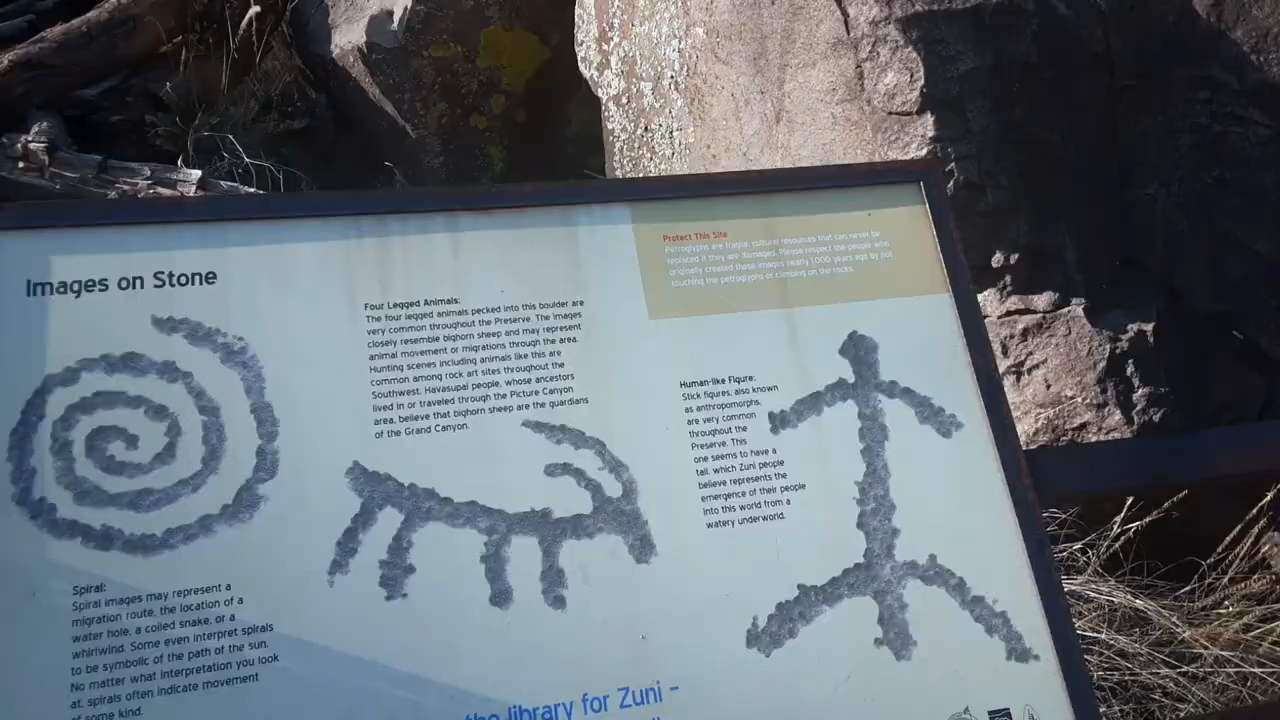 Images on Stone
Protect This Site
Petroglyphs are fragile, cultural resources that can never be
replaced if they are damaged. Please respect the people who
originally created these images nearly 1,000 years ago by not
touching the petroglyphs or climbing on the rocks.
Four Legged Animals:
The four legged animals pecked into this boulder are
very common throughout the Preserve. The images
closely resemble bighorn sheep and may represent
animal movement or migrations through the area.
Hunting scenes including animals like this are
common among rock art sites throughout the
Southwest. Havasupai people, whose ancestors
lived in or traveled through the Picture Canyon
area, believe that bighorn sheep are the guardians
of the Grand Canyon.
Human-like Figure:
Stick figures, also known
as anthropomorphs,
are very common
throughout the
Preserve. This
one seems to have a
tail, which Zuni people
believe represents the
emergence of their people
into this world from a
watery underworld.
Spiral:
Spiral images may represent a
migration route, the location of a
water hole, a coiled snake, or a
whirlwind. Some even interpret spirals
to be symbolic of the path of the sun.
No matter what interpretation you look
at, spirals often indicate movement
of some kind.
the library for Zuni -